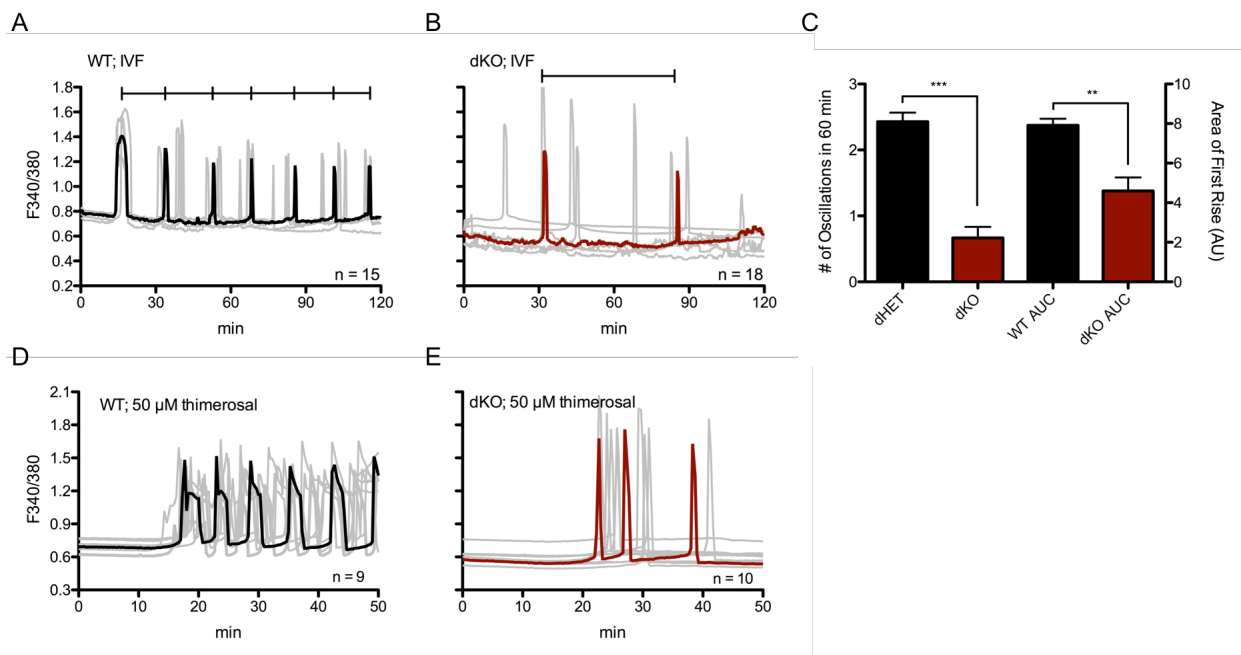 A
B
C
WT; IVF
dKO; IVF
1.8
1.6
1.4
1.2
1.0
0.8
0.6
0.4
0.2
F340/380
n = 15
0 30 60 90 120
min
n = 18
0 30 60 90 120
min
3
2
1
0
# of Oscillations in 60 min
***
**
10
8
6
4
2
0
Area of First Rise (AU)
dHET
dKO
WT AUC
dKO AUC
D
E
WT; 50 µM thimerosal
dKO; 50 µM thimerosal
2.1
1.8
1.5
1.2
0.9
0.6
0.3
F340/380
n = 9
0 10 20 30 40 50
min
n = 10
0 10 20 30 40 50
min